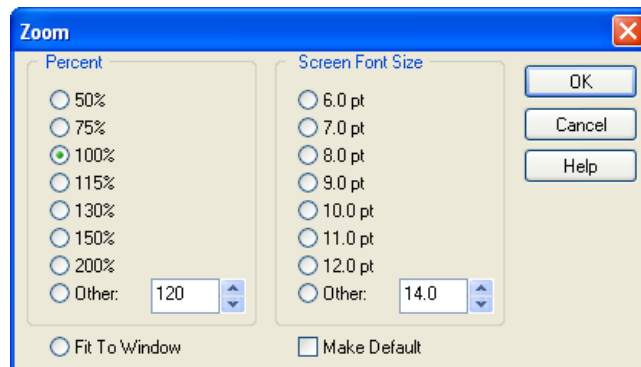 Zoom
Percent
50%
75%
100%
115%
130%
150%
200%
Other: 120
Fit To Window
Screen Font Size
6.0 pt
7.0 pt
8.0 pt
9.0 pt
10.0 pt
11.0 pt
12.0 pt
Other: 14.0
Make Default
OK
Cancel
Help